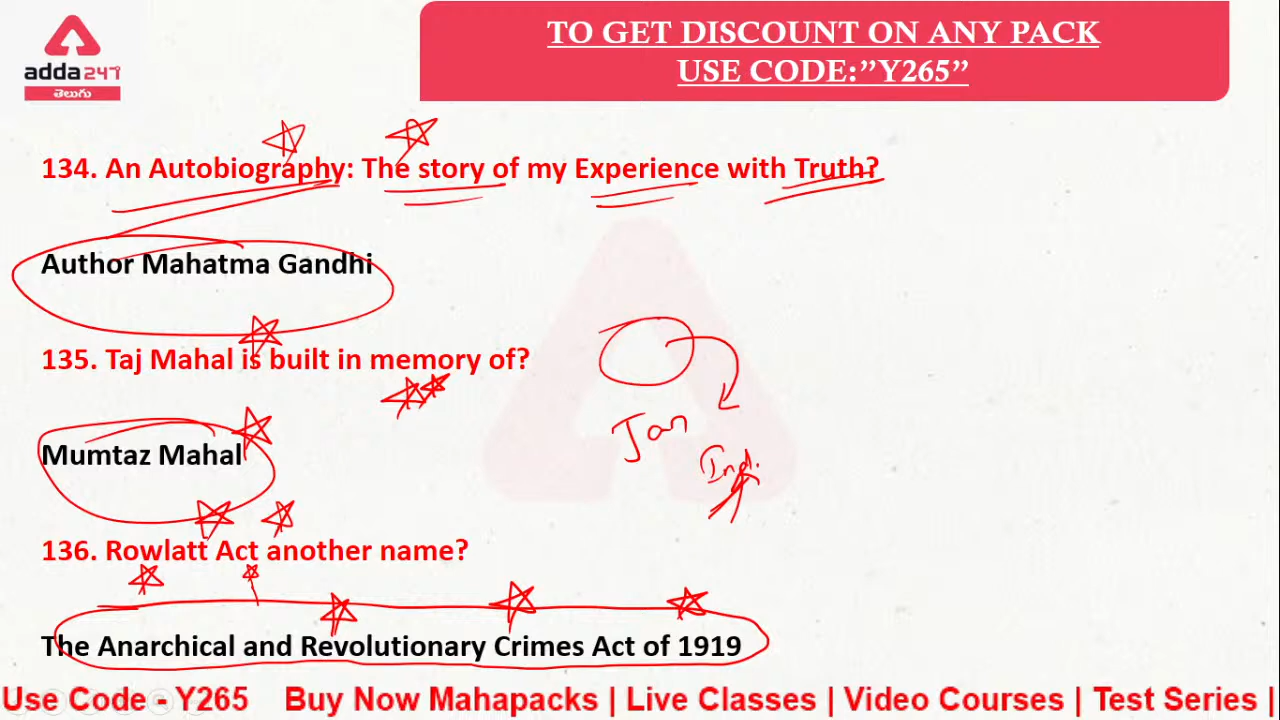 adda247
తెలుగు
TO GET DISCOUNT ON ANY PACK
USE CODE:”Y265”
134. An Autobiography: The story of my Experience with Truth?
Author Mahatma Gandhi
135. Taj Mahal is built in memory of?
Mumtaz Mahal
Jan
Ind.
136. Rowlatt Act another name?
The Anarchical and Revolutionary Crimes Act of 1919
Use Code - Y265 Buy Now Mahapacks | Live Classes | Video Courses | Test Series |